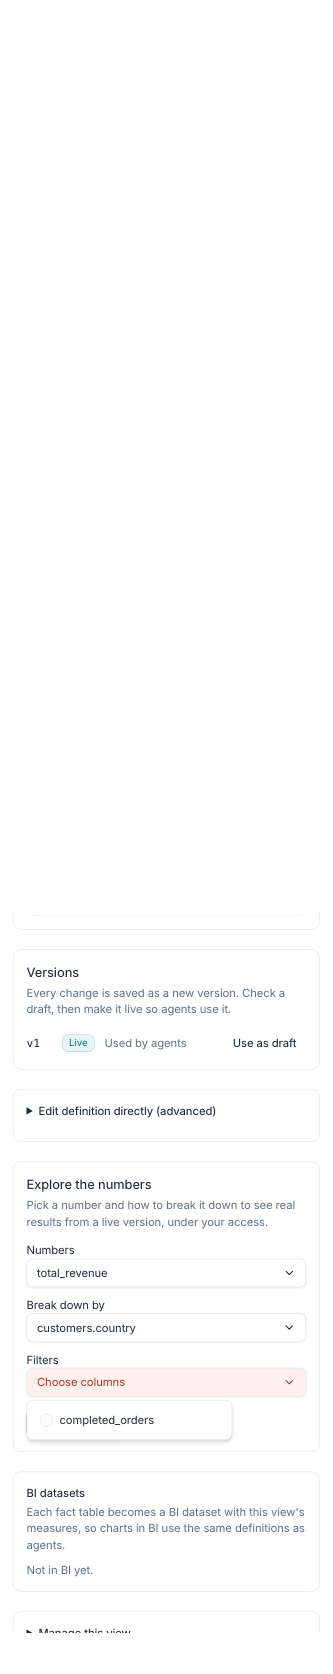 Versions
Every change is saved as a new version. Check a
draft, then make it live so agents use it.
v1 Live Used by agents Use as draft
Edit definition directly (advanced)
Explore the numbers
Pick a number and how to break it down to see real
results from a live version, under your access.
Numbers
total_revenue
Break down by
customers.country
Filters
Choose columns
completed_orders
BI datasets
Each fact table becomes a BI dataset with this view's
measures, so charts in BI use the same definitions as
agents.
Not in BI yet.
Manage this view